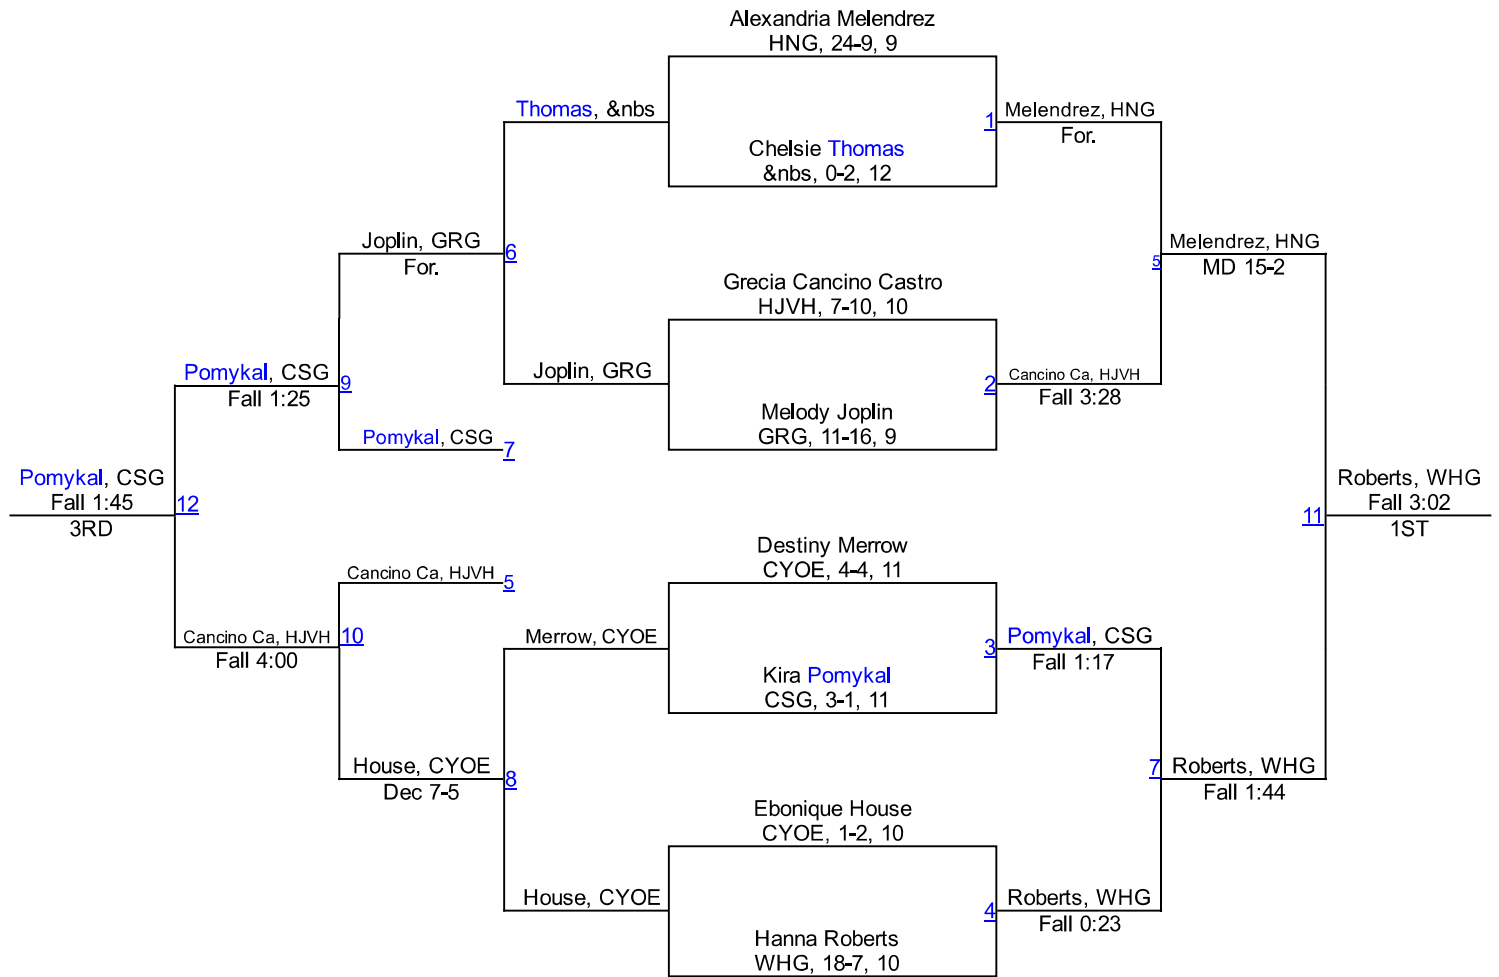 Alexandria Melendrez
HNG, 24-9, 9
Thomas, &nbs
1
Melendrez, HNG
For.
Chelsie Thomas
&nbs, 0-2, 12
Joplin, GRG
For.
6
5
Melendrez, HNG
MD 15-2
Grecia Cancino Castro
HJVH, 7-10, 10
Pomykal, CSG
Fall 1:25
9
Joplin, GRG
2
Cancino Ca, HJVH
Fall 3:28
Melody Joplin
GRG, 11-16, 9
Pomykal, CSG
7
Pomykal, CSG
Fall 1:45
3RD
12
11
Roberts, WHG
Fall 3:02
1ST
Destiny Merrow
CYOE, 4-4, 11
Cancino Ca, HJVH
5
Cancino Ca, HJVH
Fall 4:00
10
Merrow, CYOE
3
Pomykal, CSG
Fall 1:17
Kira Pomykal
CSG, 3-1, 11
House, CYOE
Dec 7-5
8
7
Roberts, WHG
Fall 1:44
Ebonique House
CYOE, 1-2, 10
House, CYOE
4
Roberts, WHG
Fall 0:23
Hanna Roberts
WHG, 18-7, 10